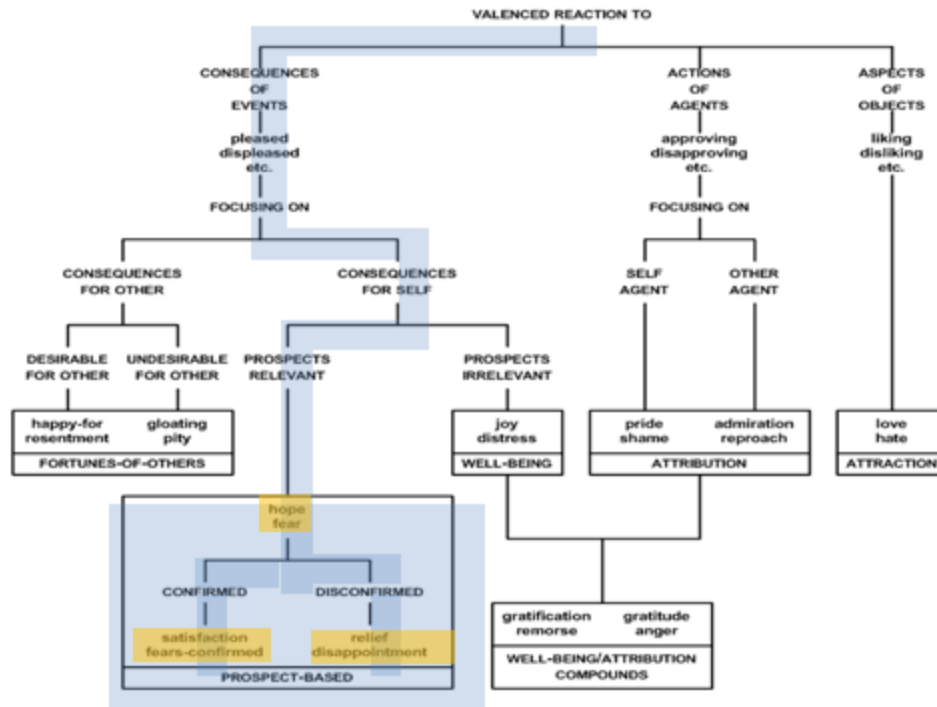 VALENCED REACTION TO
CONSEQUENCES
OF
EVENTS
pleased
displeased
etc.
FOCUSING ON
ACTIONS
OF
AGENTS
approving
disapproving
etc.
FOCUSING ON
ASPECTS
OF
OBJECTS
liking
disliking
etc.
CONSEQUENCES
FOR OTHER
CONSEQUENCES
FOR SELF
SELF
AGENT
OTHER
AGENT
DESIRABLE
FOR OTHER
UNDESIRABLE
FOR OTHER
PROSPECTS
RELEVANT
PROSPECTS
IRRELEVANT
happy-for
resentment
gloating
pity
FORTUNES-OF-OTHERS
joy
distress
WELL-BEING
pride
shame
admiration
reproach
ATTRIBUTION
love
hate
ATTRACTION
hope
fear
CONFIRMED
DISCONFIRMED
satisfaction
fears-confirmed
relief
disappointment
PROSPECT-BASED
gratification
remorse
gratitude
anger
WELL-BEING/ATTRIBUTION
COMPOUNDS